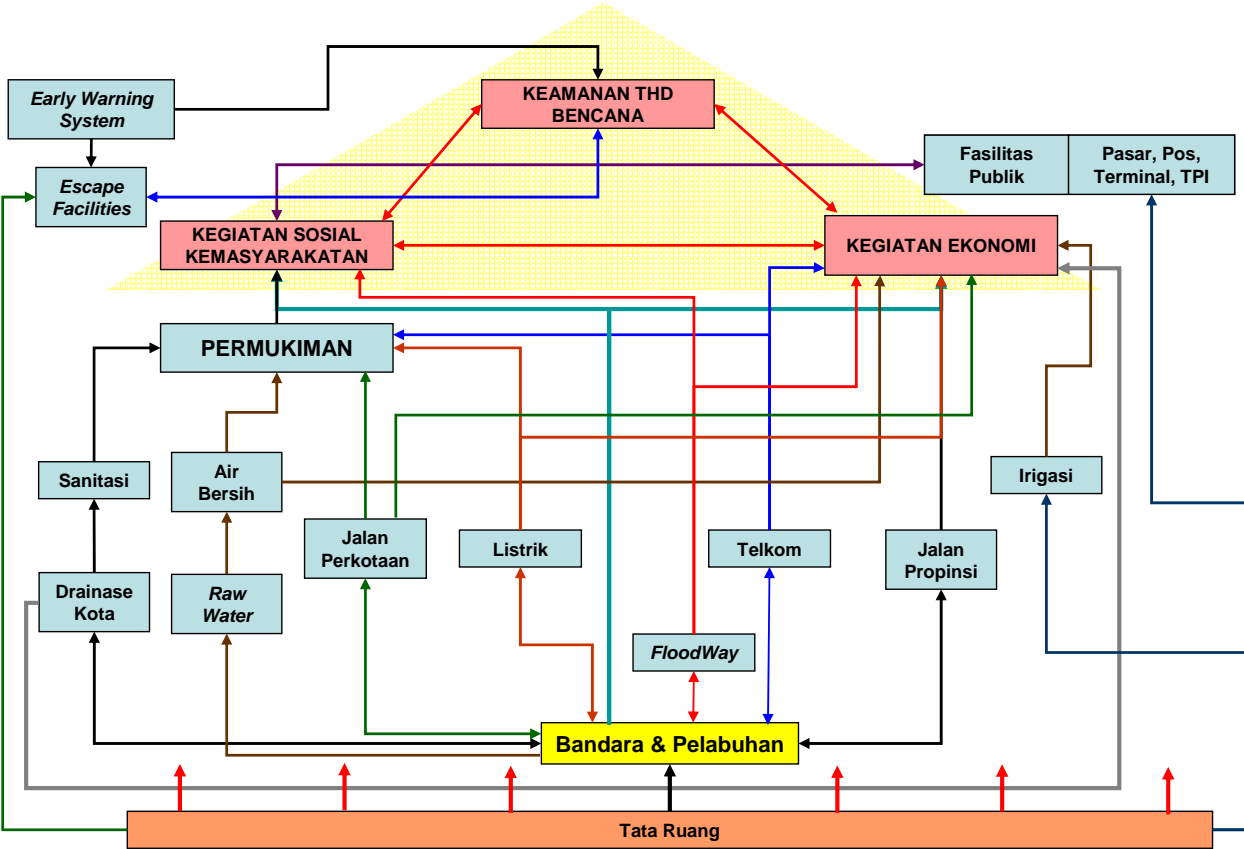 Early Warning
System
KEAMANAN THD
BENCANA
Fasilitas
Publik
Pasar, Pos,
Terminal, TPI
Escape
Facilities
KEGIATAN SOSIAL
KEMASYARAKATAN
KEGIATAN EKONOMI
PERMUKIMAN
Sanitasi
Air
Bersih
Irigasi
Jalan
Perkotaan
Listrik
Telkom
Jalan
Propinsi
Drainase
Kota
Raw
Water
FloodWay
Bandara & Pelabuhan
Tata Ruang